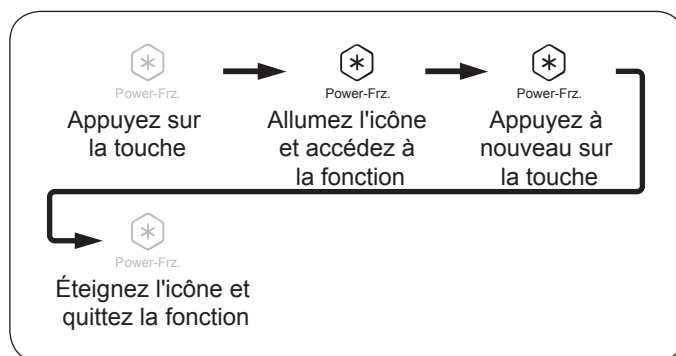 Power-Frz.
Appuyez sur
la touche
Power-Frz.
Allumez l'icône
et accédez à
la fonction
Power-Frz.
Appuyez à
nouveau sur
la touche
Power-Frz.
Éteignez l'icône et
quittez la fonction